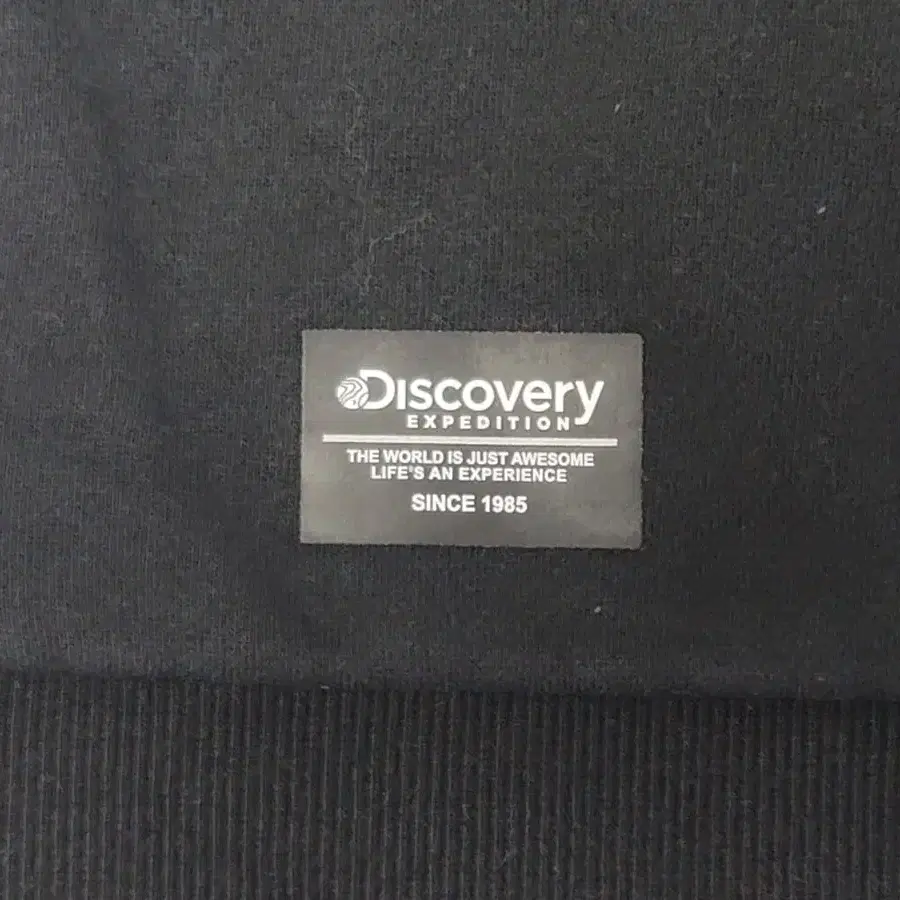 Discovery
EXPEDITION
THE WORLD IS JUST AWESOME
LIFE'S AN EXPERIENCE
SINCE 1985